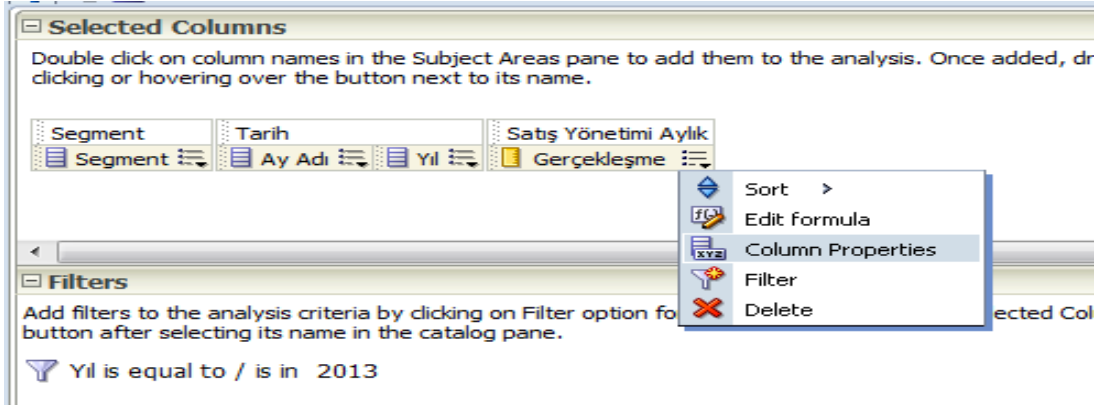 Selected Columns
Double click on column names in the Subject Areas pane to add them to the analysis. Once added, dr
clicking or hovering over the button next to its name.
Segment Tarih Satış Yönetimi Aylık
Segment Ay Adı Yıl Gerçekleşme
Sort >
Edit formula
Column Properties
Filter
Delete
Filters
Add filters to the analysis criteria by clicking on Filter option fo ected Col
button after selecting its name in the catalog pane.
Yıl is equal to / is in 2013